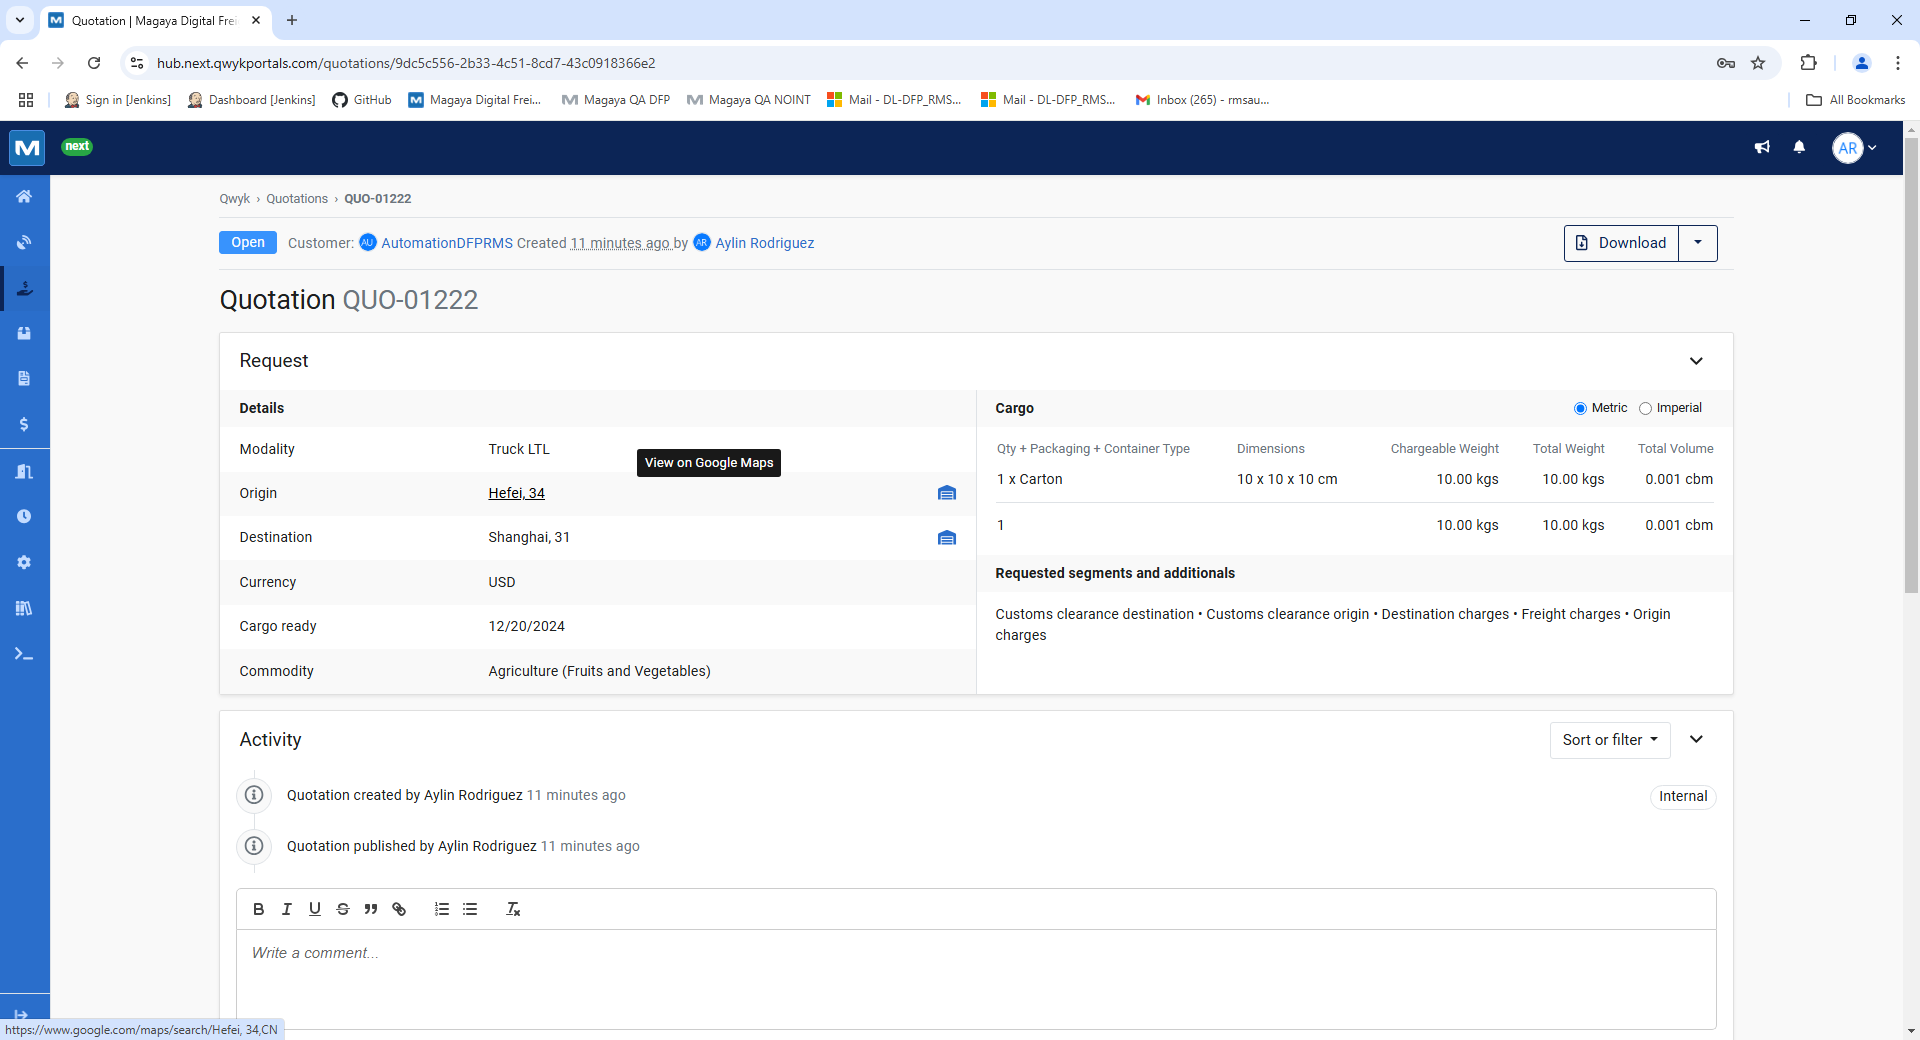 Quotation | Magaya Digital Frei
hub.next.qwykportals.com/quotations/9dc5c556-2b33-4c51-8cd7-43c0918366e2
Sign in [Jenkins]
Dashboard [Jenkins]
GitHub
Magaya Digital Frei...
Magaya QA DFP
Magaya QA NOINT
Mail - DL-DFP_RMS...
Mail - DL-DFP_RMS...
Inbox (265) - rmsau...
All Bookmarks
next
AR
Qwyk › Quotations › QUO-01222
Open Customer: AU AutomationDFPRMS Created 11 minutes ago by AR Aylin Rodriguez
Download
Quotation QUO-01222
Request
Details
Modality Truck LTL
View on Google Maps
Origin Hefei, 34
Destination Shanghai, 31
Currency USD
Cargo ready 12/20/2024
Commodity Agriculture (Fruits and Vegetables)
Cargo Metric Imperial
Qty + Packaging + Container Type Dimensions Chargeable Weight Total Weight Total Volume
1 x Carton 10 x 10 x 10 cm 10.00 kgs 10.00 kgs 0.001 cbm
1 10.00 kgs 10.00 kgs 0.001 cbm
Requested segments and additionals
Customs clearance destination • Customs clearance origin • Destination charges • Freight charges • Origin
charges
Activity
Sort or filter
Quotation created by Aylin Rodriguez 11 minutes ago
Internal
Quotation published by Aylin Rodriguez 11 minutes ago
Write a comment...
https://www.google.com/maps/search/Hefei, 34,CN